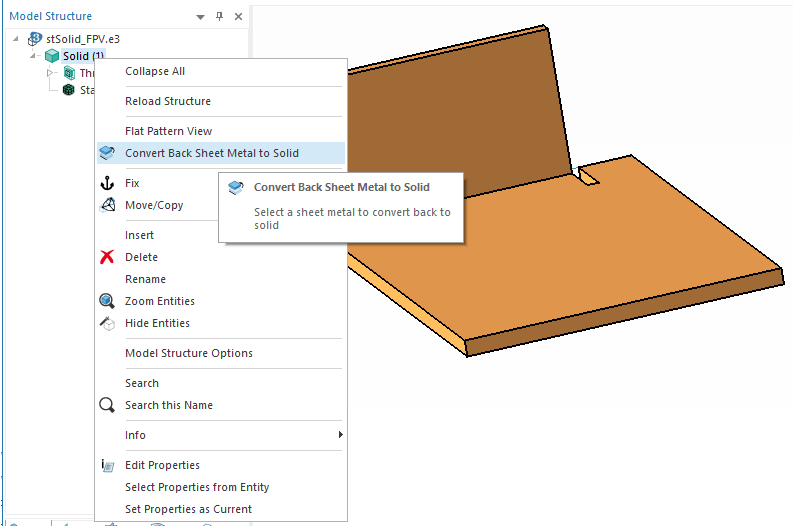 Model Structure
stSolid_FPV.e3
Solid (1)
Collapse All
Reload Structure
Flat Pattern View
Convert Back Sheet Metal to Solid
Fix
Convert Back Sheet Metal to Solid
Move/Copy
Select a sheet metal to convert back to
solid
Insert
Delete
Rename
Zoom Entities
Hide Entities
Model Structure Options
Search
Search this Name
Info
Edit Properties
Select Properties from Entity
Set Properties as Current